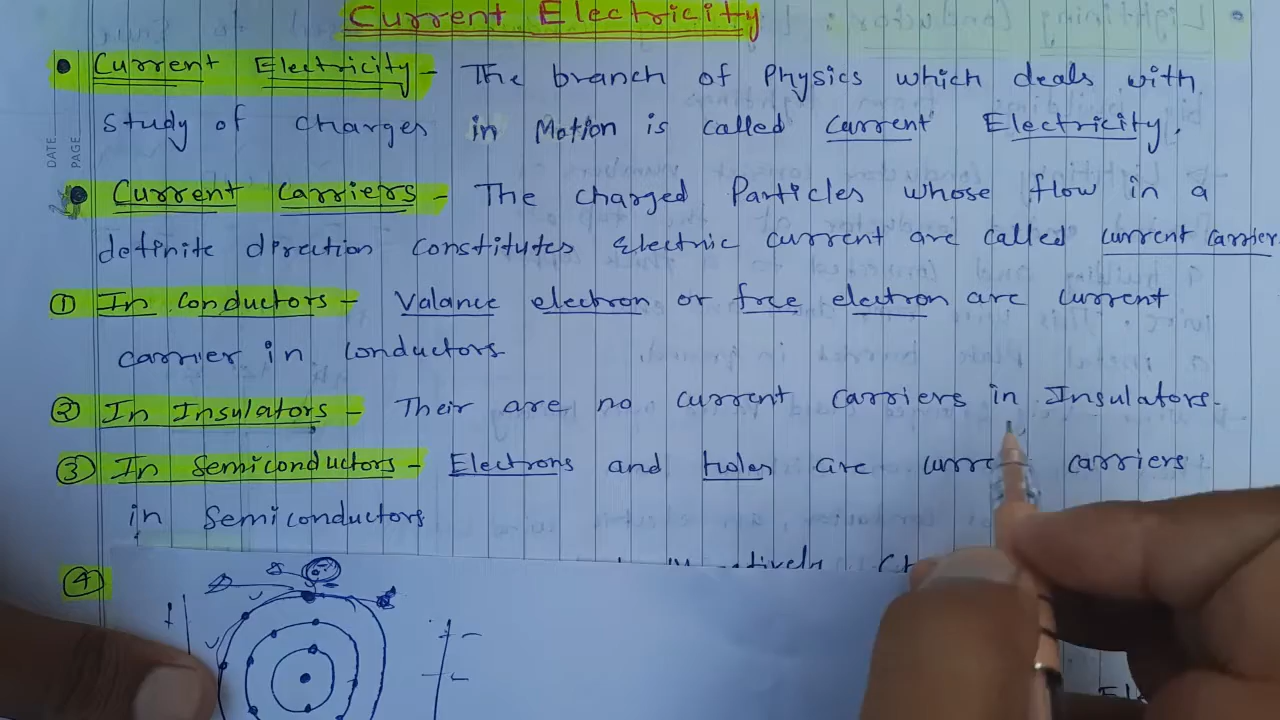 Current Electricity
• Current Electricity - The branch of Physics which deals with
Study of charges in Motion is called Current Electricity.
DATE
PAGE
• Current Carriers - The charged Particles whose flow in a
definite direction constitutes Electric current are called current carrier
① In Conductors - Valance electron or free electron are current
carrier in conductors
② In Insulators - Their are no current carriers in Insulators-
③ In Semiconductors - Electrons and holes are carriers
in Semiconductors
④